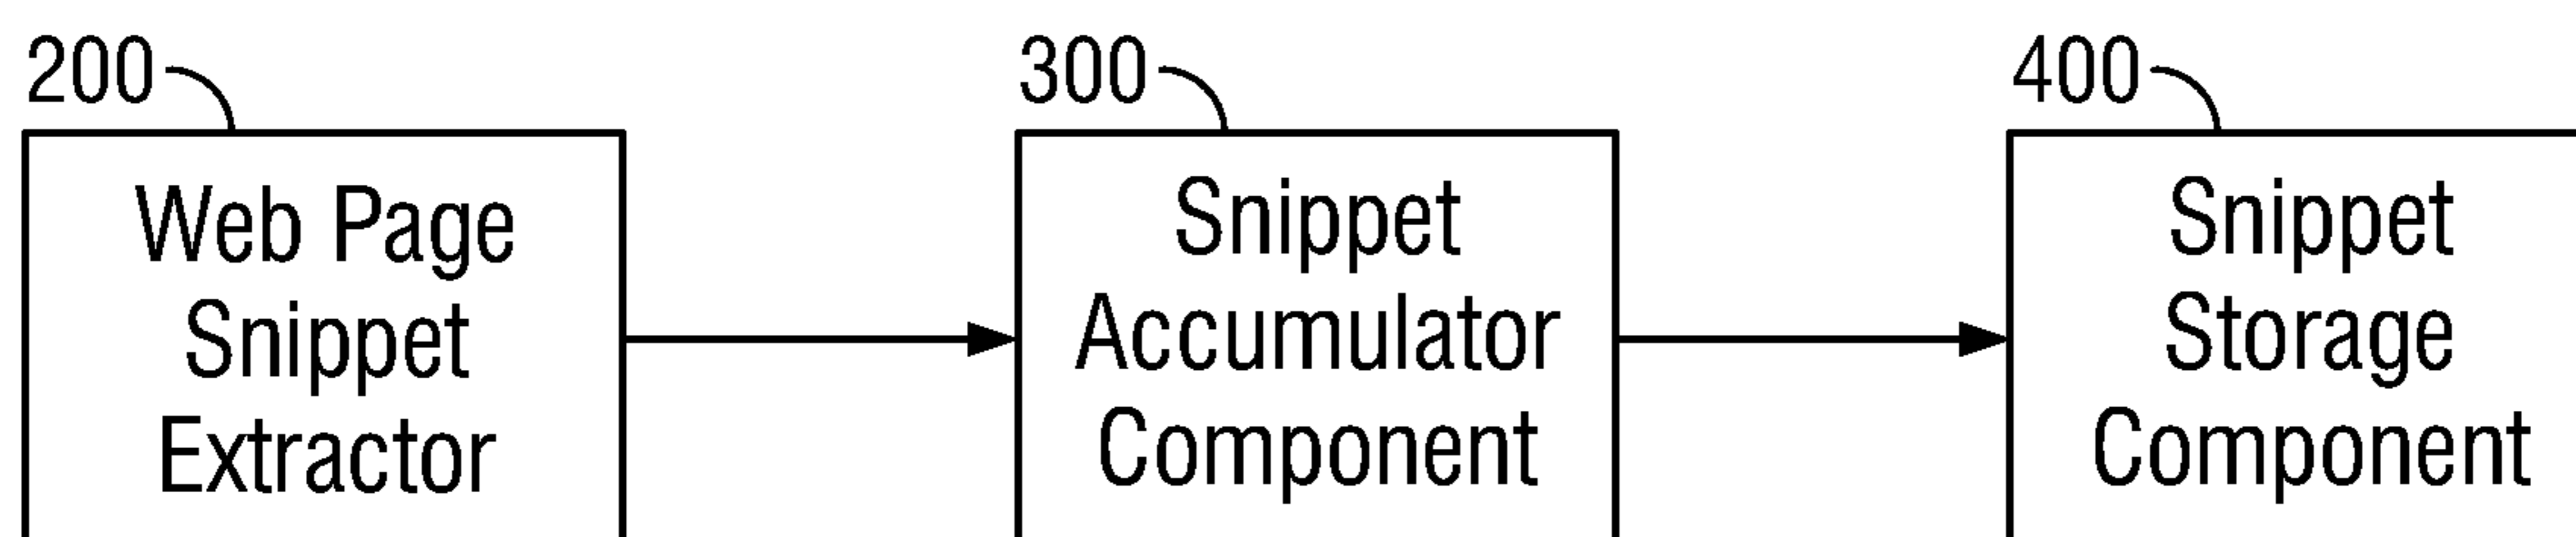 200
Web Page
Snippet
Extractor
300
Snippet
Accumulator
Component
400
Snippet
Storage
Component